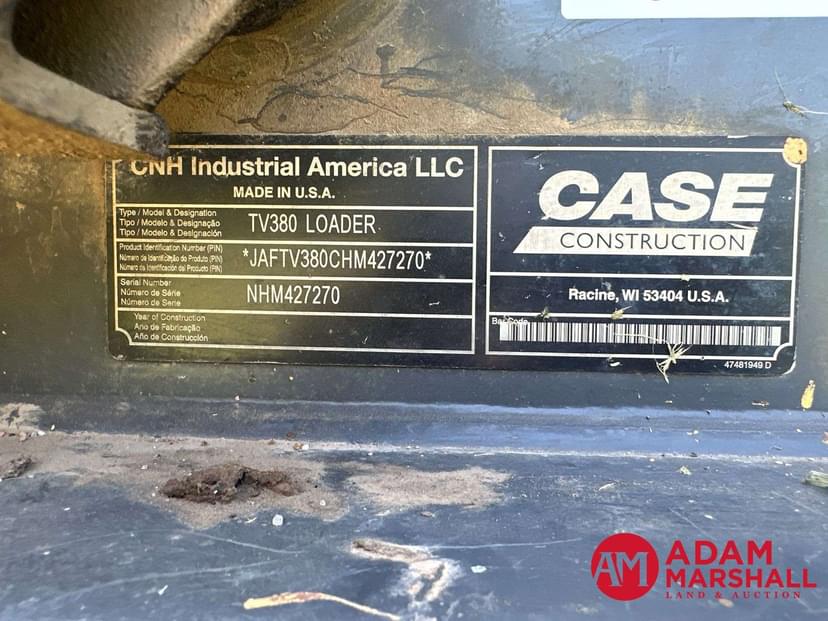 CNH Industrial America LLC
MADE IN U.S.A.
Type / Model & Designation
Tipo / Modelo & Designação
Tipo / Modelo & Designación
TV380 LOADER
Product Identification Number (PIN)
Número de Identificação do Produto (PIN)
Número de Identificación del Producto (PIN)
*JAFTV380CHM427270*
Serial Number
Número de Série
Número de Serie
NHM427270
Year of Construction
Ano de Fabricação
Año de Construcción
CASE
CONSTRUCTION
Racine, WI 53404 U.S.A.
Bar Code
47481949 D
AM
ADAM
MARSHALL
LAND & AUCTION